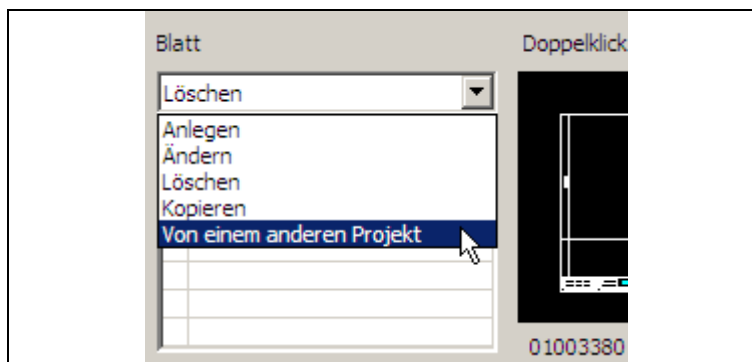 Blatt
Doppelklick
Löschen
Anlegen
Ändern
Löschen
Kopieren
Von einem anderen Projekt
01003380